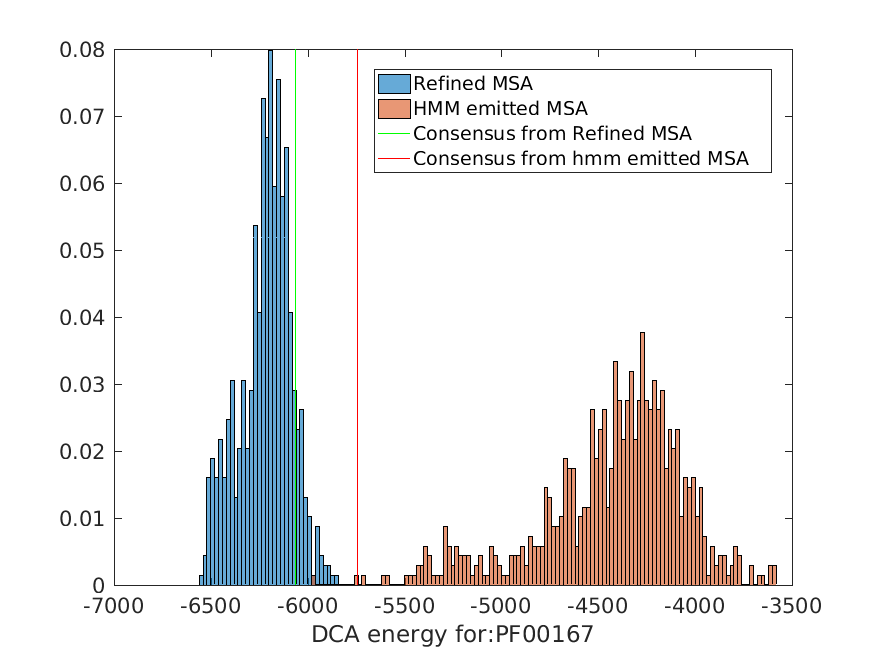 0.08
0.07
0.06
0.05
0.04
0.03
0.02
0.01
0
Refined MSA
HMM emitted MSA
Consensus from Refined MSA
Consensus from hmm emitted MSA
-7000 -6500 -6000 -5500 -5000 -4500 -4000 -3500
DCA energy for:PF00167